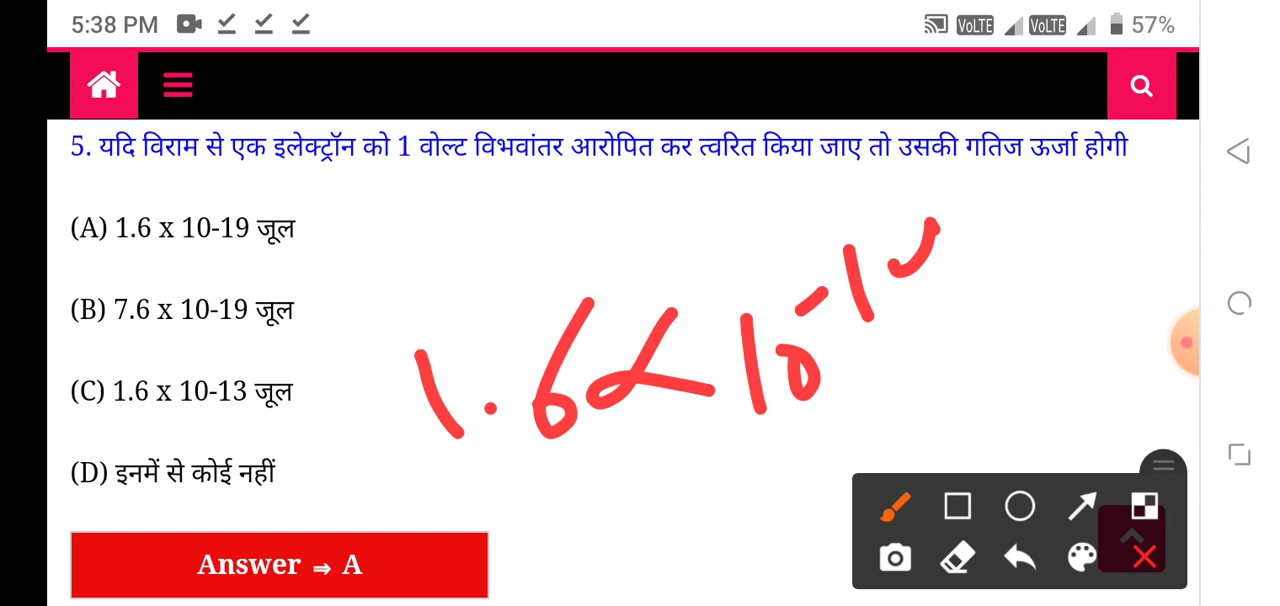 5:38 PM VoLTE VoLTE 57%
5. यदि विराम से एक इलेक्ट्रॉन को 1 वोल्ट विभवांतर आरोपित कर त्वरित किया जाए तो उसकी गतिज ऊर्जा होगी
(A) 1.6 x 10-19 जूल
(B) 7.6 x 10-19 जूल
(C) 1.6 x 10-13 जूल
1.6 x 10-1
(D) इनमें से कोई नहीं
Answer ⇒ A